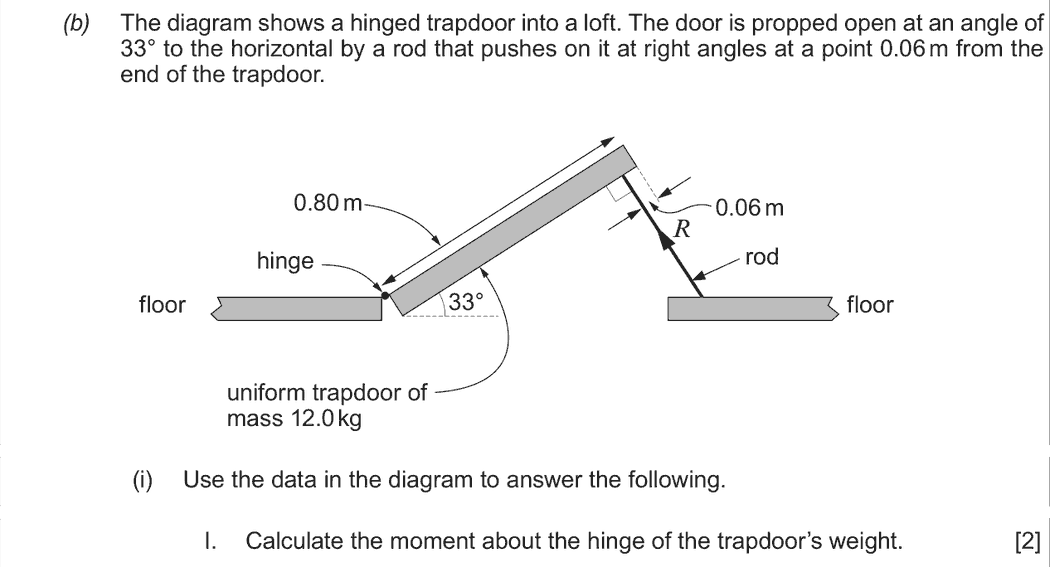 (b) The diagram shows a hinged trapdoor into a loft. The door is propped open at an angle of
33° to the horizontal by a rod that pushes on it at right angles at a point 0.06 m from the
end of the trapdoor.
0.80 m
0.06 m
R
hinge
rod
floor
33°
floor
uniform trapdoor of
mass 12.0 kg
(i) Use the data in the diagram to answer the following.
I. Calculate the moment about the hinge of the trapdoor’s weight. [2]